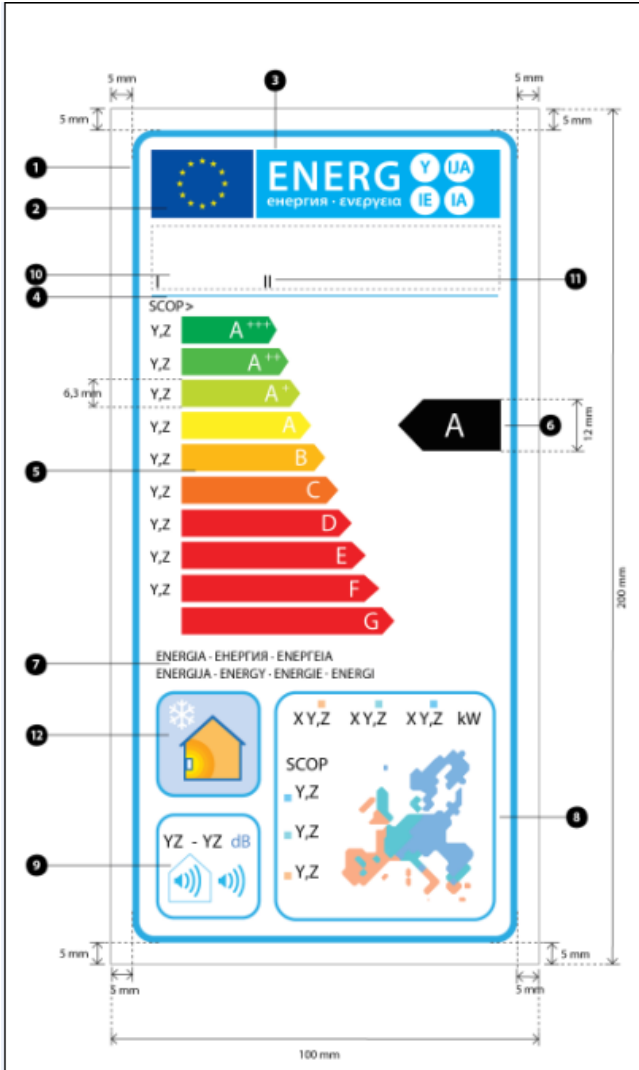 3
5 mm
5 mm
5 mm
5 mm
1
ENERG Y IJA
енергия · ενεργεια IE IA
2
10
I II
11
4
SCOP >
Y,Z A+++
Y,Z A++
6,3 mm
Y,Z A+
Y,Z A
A
6
12 mm
Y,Z B
5
Y,Z C
Y,Z D
Y,Z E
Y,Z F
G
200 mm
7
ENERGIA · ЕНЕРГИЯ · ΕΝΕΡΓΕΙΑ
ENERGIJA · ENERGY · ENERGIE · ENERGI
12
X Y,Z X Y,Z X Y,Z kW
SCOP
Y,Z
Y,Z
Y,Z
8
9
YZ - YZ dB
5 mm
5 mm
5 mm
5 mm
100 mm